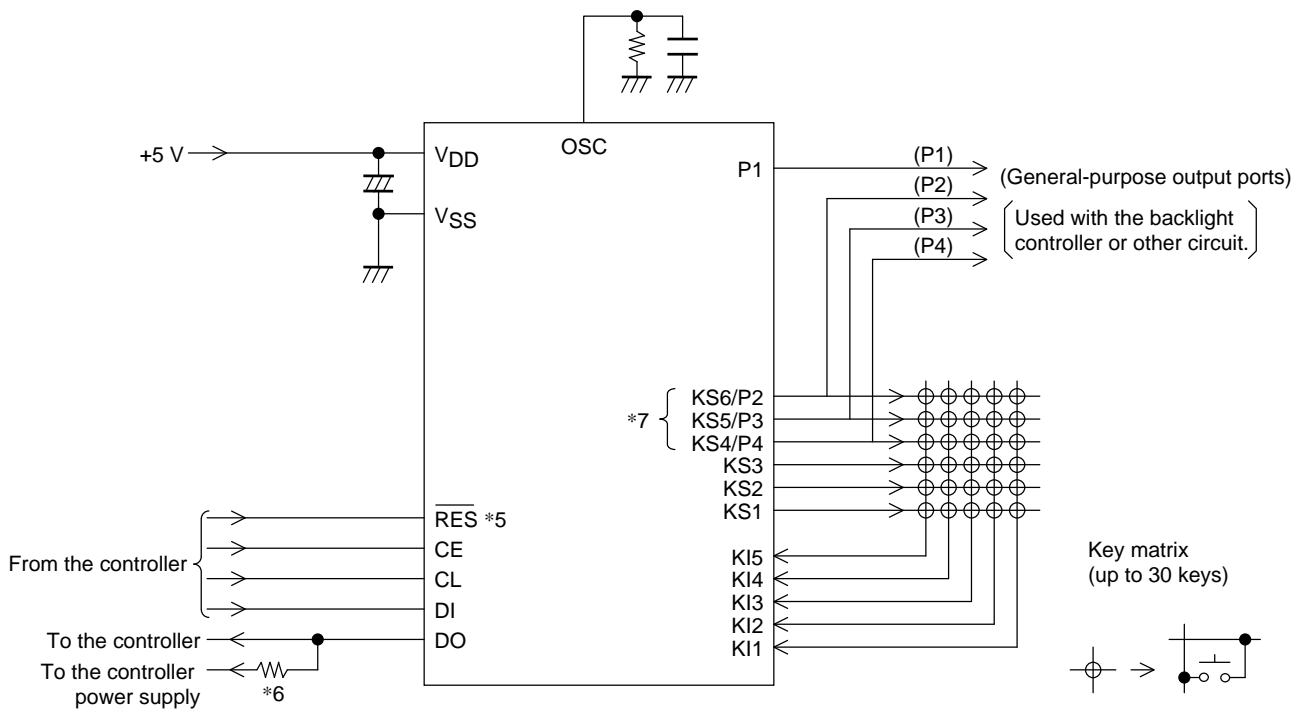 OSC
+5 V
VDD
VSS
P1
(P1)
(P2)
(P3)
(P4)
(General-purpose output ports)
Used with the backlight
controller or other circuit.
*7
KS6/P2
KS5/P3
KS4/P4
KS3
KS2
KS1
KI5
KI4
KI3
KI2
KI1
From the controller
RES *5
CE
CL
DI
DO
To the controller
To the controller
power supply
*6
Key matrix
(up to 30 keys)